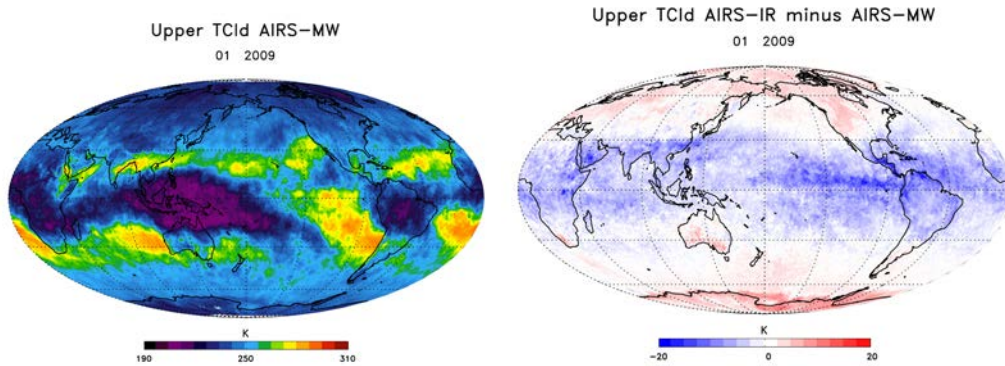 Upper TCld AIRS-MW
01 2009
K
190 250 310
Upper TCld AIRS-IR minus AIRS-MW
01 2009
K
-20 0 20